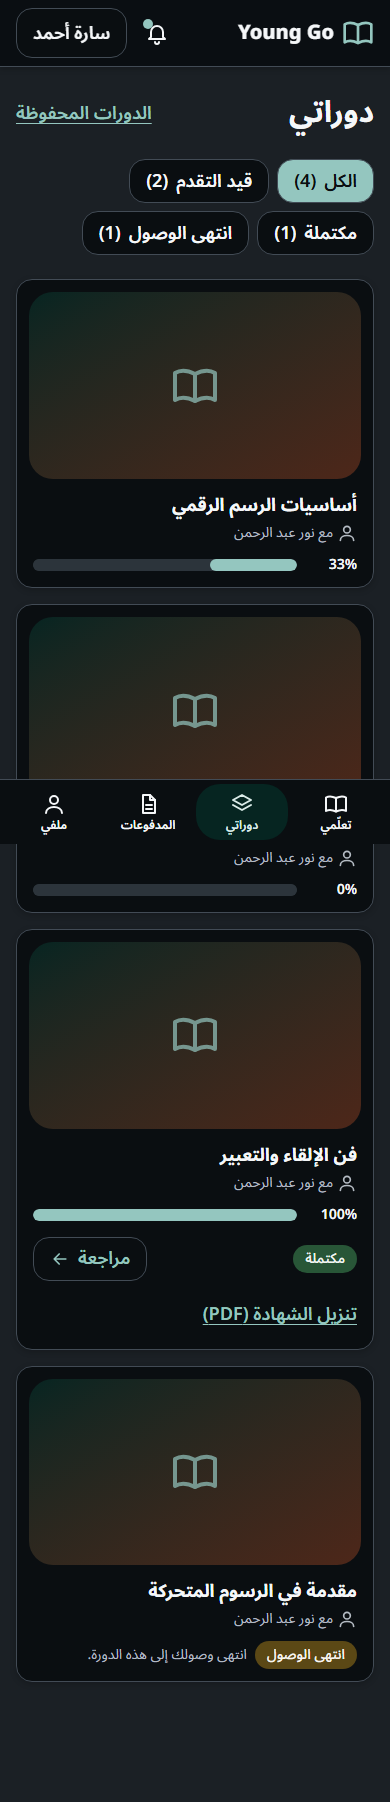 Young Go
سارة أحمد
دوراتي
الدورات المحفوظة
الكل (4)
قيد التقدم (2)
مكتملة (1)
انتهى الوصول (1)
أساسيات الرسم الرقمي
مع نور عبد الرحمن
33%
تعلّمي
دوراتي
المدفوعات
ملفي
مع نور عبد الرحمن
0%
فن الإلقاء والتعبير
مع نور عبد الرحمن
100%
مكتملة
مراجعة
تنزيل الشهادة (PDF)
مقدمة في الرسوم المتحركة
مع نور عبد الرحمن
انتهى الوصول
انتهى وصولك إلى هذه الدورة.